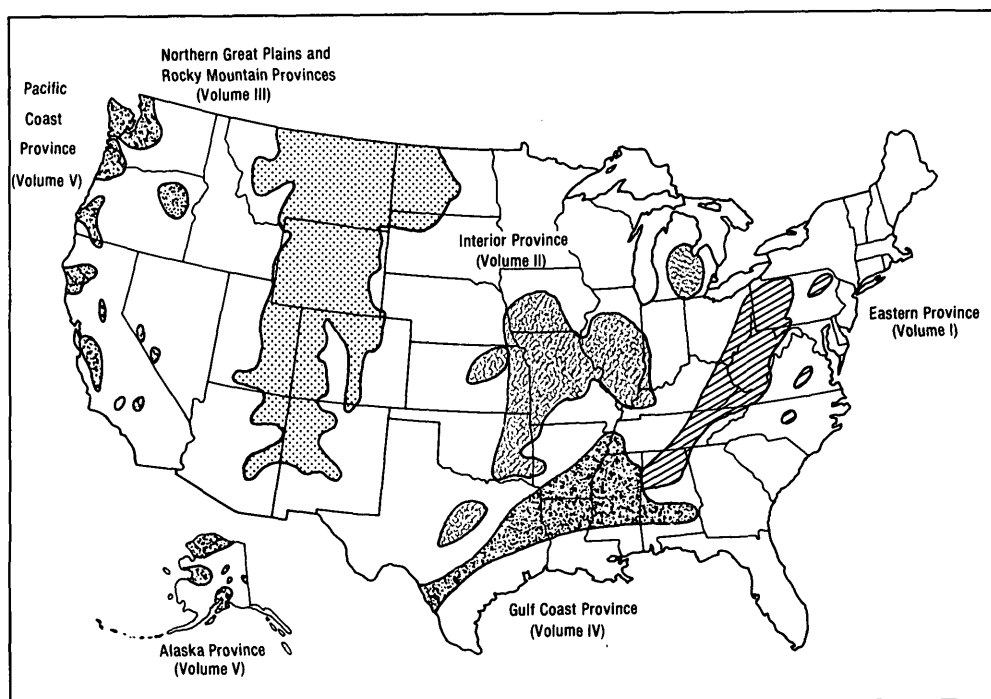 Northern Great Plains and
Rocky Mountain Provinces
(Volume III)
Pacific
Coast
Province
(Volume V)
Interior Province
(Volume II)
Eastern Province
(Volume I)
Gulf Coast Province
(Volume IV)
Alaska Province
(Volume V)